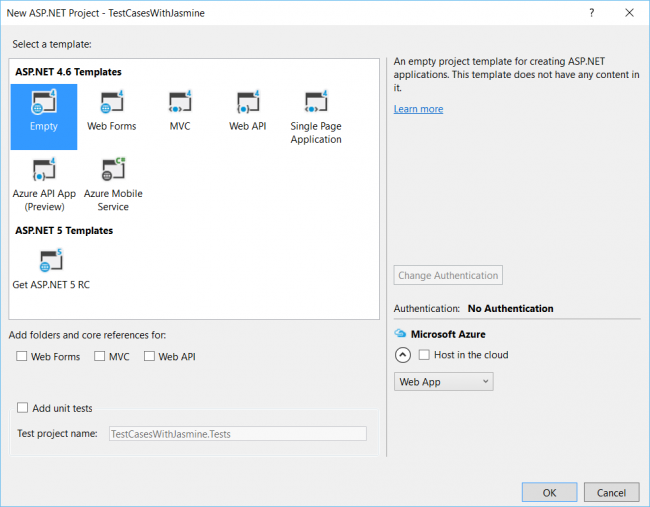 New ASP.NET Project - TestCasesWithJasmine
Select a template:
ASP.NET 4.6 Templates
Empty
Web Forms
MVC
Web API
Single Page
Application
Azure API App
(Preview)
Azure Mobile
Service
ASP.NET 5 Templates
Get ASP.NET 5 RC
An empty project template for creating ASP.NET
applications. This template does not have any content in
it.
Learn more
Change Authentication
Authentication: No Authentication
Microsoft Azure
Host in the cloud
Web App
Add folders and core references for:
Web Forms MVC Web API
Add unit tests
Test project name: TestCasesWithJasmine.Tests
OK Cancel